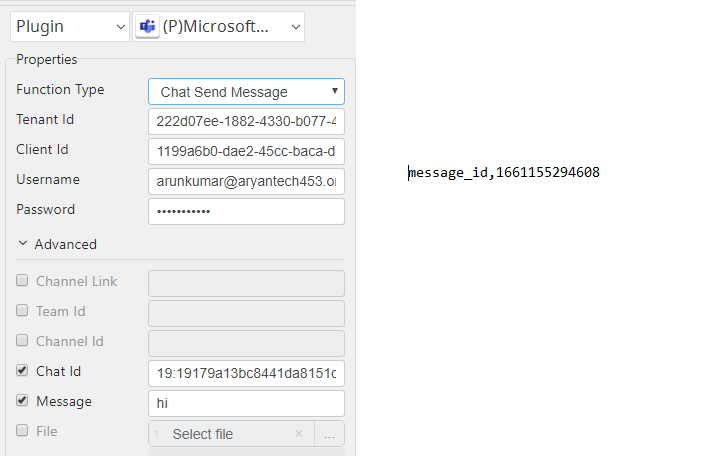 Plugin (P)Microsoft...
Properties
Function Type Chat Send Message
Tenant Id 222d07ee-1882-4330-b077-4
Client Id 1199a6b0-dae2-45cc-baca-d
Username arunkumar@aryantech453.o
Password •••••••••••
message_id,1661155294608
Advanced
Channel Link
Team Id
Channel Id
Chat Id 19:19179a13bc8441da8151c
Message hi
File 1 Select file × ...